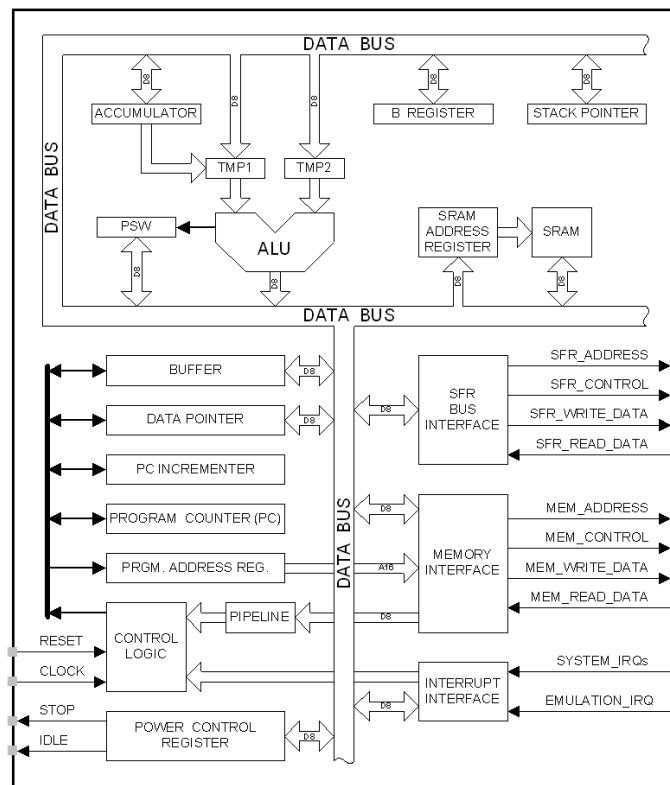 DATA BUS
D8
D8
D8
D8
D8
ACCUMULATOR
B REGISTER
STACK POINTER
DATA BUS
TMP1
TMP2
PSW
ALU
SRAM
ADDRESS
REGISTER
SRAM
D8
D8
D8
D8
DATA BUS
BUFFER
D8
DATA POINTER
D8
PC INCREMENTER
PROGRAM COUNTER (PC)
PRGM. ADDRESS REG.
A16
DATA BUS
D8
SFR
BUS
INTERFACE
SFR_ADDRESS
SFR_CONTROL
SFR_WRITE_DATA
SFR_READ_DATA
D8
MEMORY
INTERFACE
MEM_ADDRESS
MEM_CONTROL
MEM_WRITE_DATA
MEM_READ_DATA
PIPELINE
D8
CONTROL
LOGIC
RESET
CLOCK
INTERRUPT
INTERFACE
D8
SYSTEM_IRQs
EMULATION_IRQ
STOP
IDLE
POWER CONTROL
REGISTER
D8